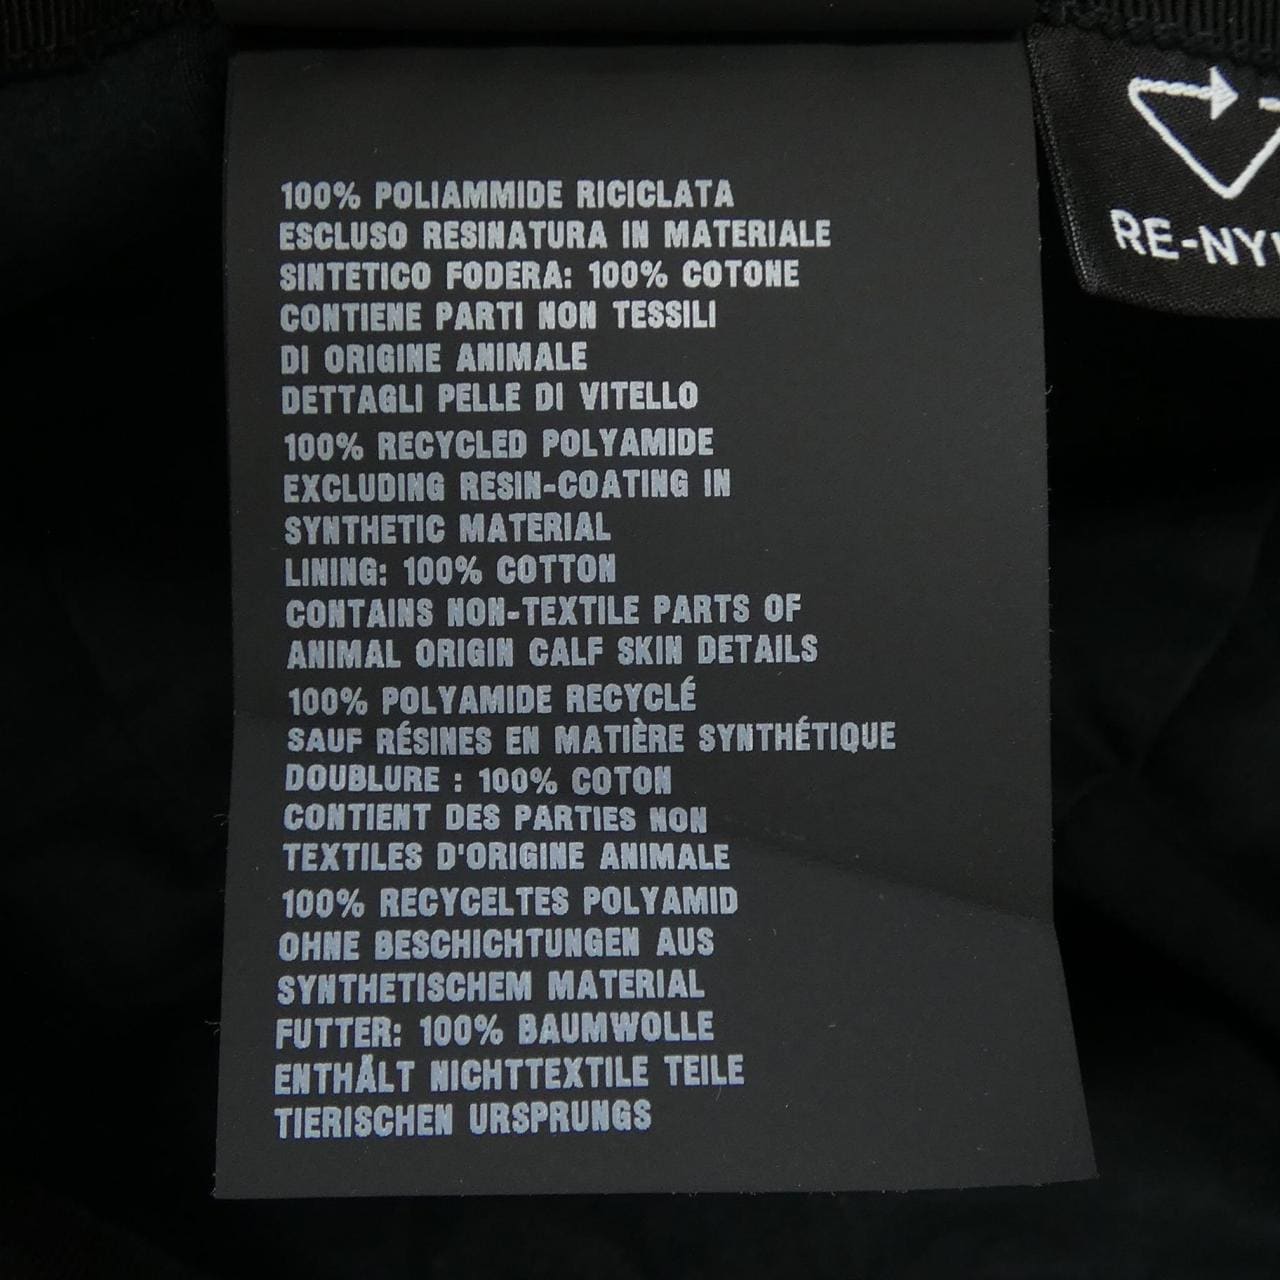 100% POLIAMMIDE RICICLATA
ESCLUSO RESINATURA IN MATERIALE
SINTETICO FODERA: 100% COTONE
CONTIENE PARTI NON TESSILI
DI ORIGINE ANIMALE
DETTAGLI PELLE DI VITELLO
100% RECYCLED POLYAMIDE
EXCLUDING RESIN-COATING IN
SYNTHETIC MATERIAL
LINING: 100% COTTON
CONTAINS NON-TEXTILE PARTS OF
ANIMAL ORIGIN CALF SKIN DETAILS
100% POLYAMIDE RECYCLÉ
SAUF RÉSINES EN MATIÈRE SYNTHÉTIQUE
DOUBLURE : 100% COTON
CONTIENT DES PARTIES NON
TEXTILES D'ORIGINE ANIMALE
100% RECYCELTES POLYAMID
OHNE BESCHICHTUNGEN AUS
SYNTHETISCHEM MATERIAL
FUTTER: 100% BAUMWOLLE
ENTHÄLT NICHTTEXTILE TEILE
TIERISCHEN URSPRUNGS
RE-NY